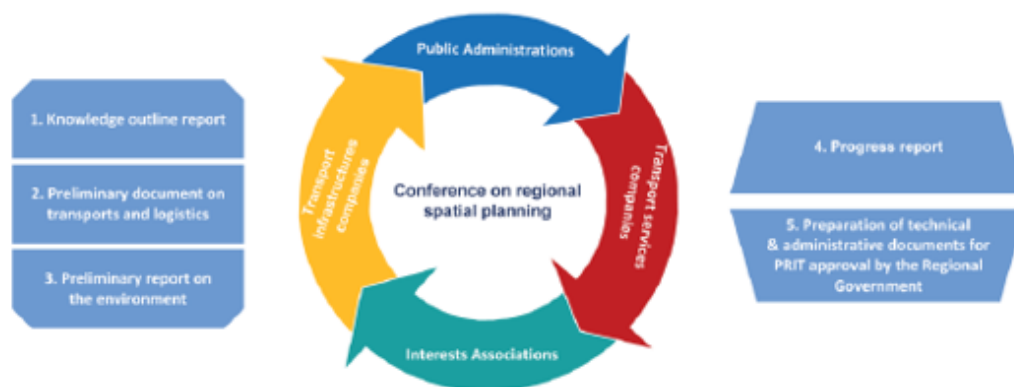 1. Knowledge outline report
2. Preliminary document on
transports and logistics
3. Preliminary report on
the environment
Public Administrations
Transport services
companies
Interests Associations
Transport
infrastructures
companies
Conference on regional
spatial planning
4. Progress report
5. Preparation of technical
& administrative documents for
PRIT approval by the Regional
Government